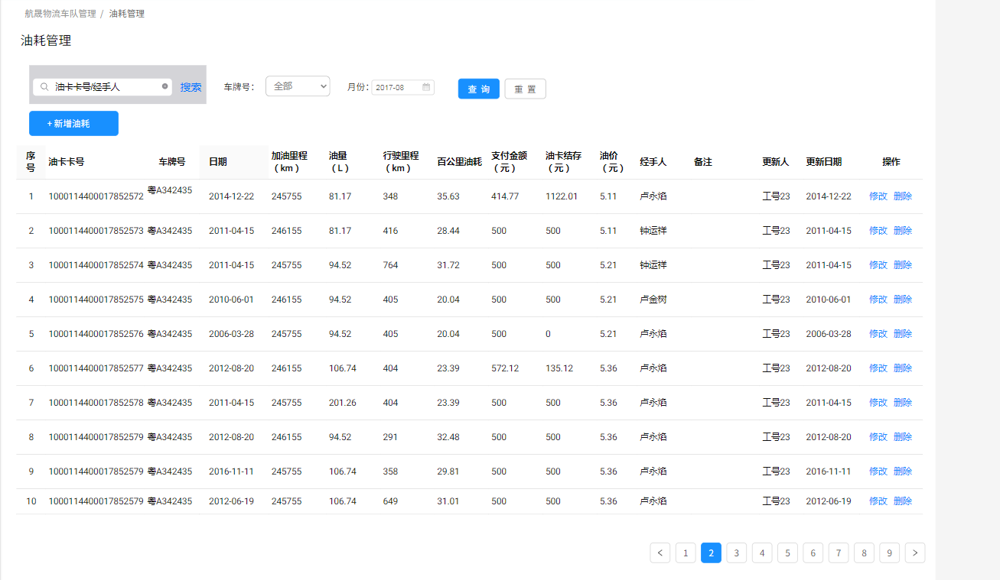 航晟物流车队管理 / 油耗管理
油耗管理
油卡卡号/经手人 搜索 车牌号： 全部 月份： 2017-08 查 询 重 置
+ 新增油耗
序号 油卡卡号 车牌号 日期 加油里程（km） 油量（L） 行驶里程（km） 百公里油耗 支付金额（元） 油卡结存（元） 油价（元） 经手人 备注 更新人 更新日期 操作
1 1000114400017852572 粤A342435 2014-12-22 245755 81.17 348 35.63 414.77 1122.01 5.11 卢永焰 工号23 2014-12-22 修改 删除
2 1000114400017852573 粤A342435 2011-04-15 246155 81.17 416 28.44 500 500 5.11 钟运祥 工号23 2011-04-15 修改 删除
3 1000114400017852574 粤A342435 2011-04-15 245755 94.52 764 31.72 500 500 5.21 钟运祥 工号23 2011-04-15 修改 删除
4 1000114400017852575 粤A342435 2010-06-01 246155 94.52 405 20.04 500 500 5.21 卢金树 工号23 2010-06-01 修改 删除
5 1000114400017852576 粤A342435 2006-03-28 245755 94.52 405 20.04 500 0 5.21 卢永焰 工号23 2006-03-28 修改 删除
6 1000114400017852577 粤A342435 2012-08-20 246155 106.74 404 23.39 572.12 135.12 5.36 卢永焰 工号23 2012-08-20 修改 删除
7 1000114400017852578 粤A342435 2011-04-15 245755 201.26 404 23.39 500 500 5.36 卢永焰 工号23 2011-04-15 修改 删除
8 1000114400017852579 粤A342435 2012-08-20 246155 94.52 291 32.48 500 500 5.36 卢永焰 工号23 2012-08-20 修改 删除
9 1000114400017852579 粤A342435 2016-11-11 245755 106.74 358 29.81 500 500 5.36 卢永焰 工号23 2016-11-11 修改 删除
10 1000114400017852579 粤A342435 2012-06-19 245755 106.74 649 31.01 500 500 5.36 卢永焰 工号23 2012-06-19 修改 删除
< 1 2 3 4 5 6 7 8 9 >